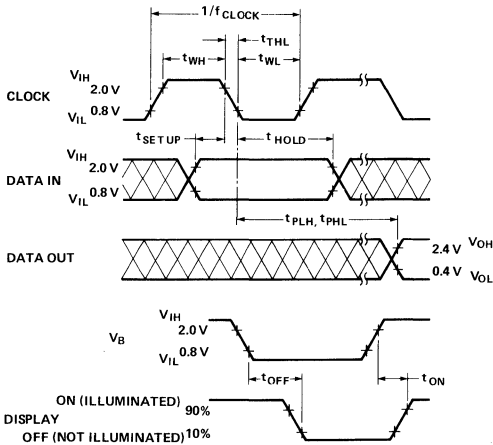 1/fCLOCK
tTHL
tWH
tWL
CLOCK
VIH
2.0 V
0.8 V
VIL
tSETUP
tHOLD
DATA IN
VIH
2.0 V
0.8 V
VIL
tPLH, tPHL
DATA OUT
VOH
2.4 V
0.4 V
VOL
VB
VIH
2.0 V
0.8 V
VIL
tOFF
tON
DISPLAY
ON (ILLUMINATED)
90%
10%
OFF (NOT ILLUMINATED)